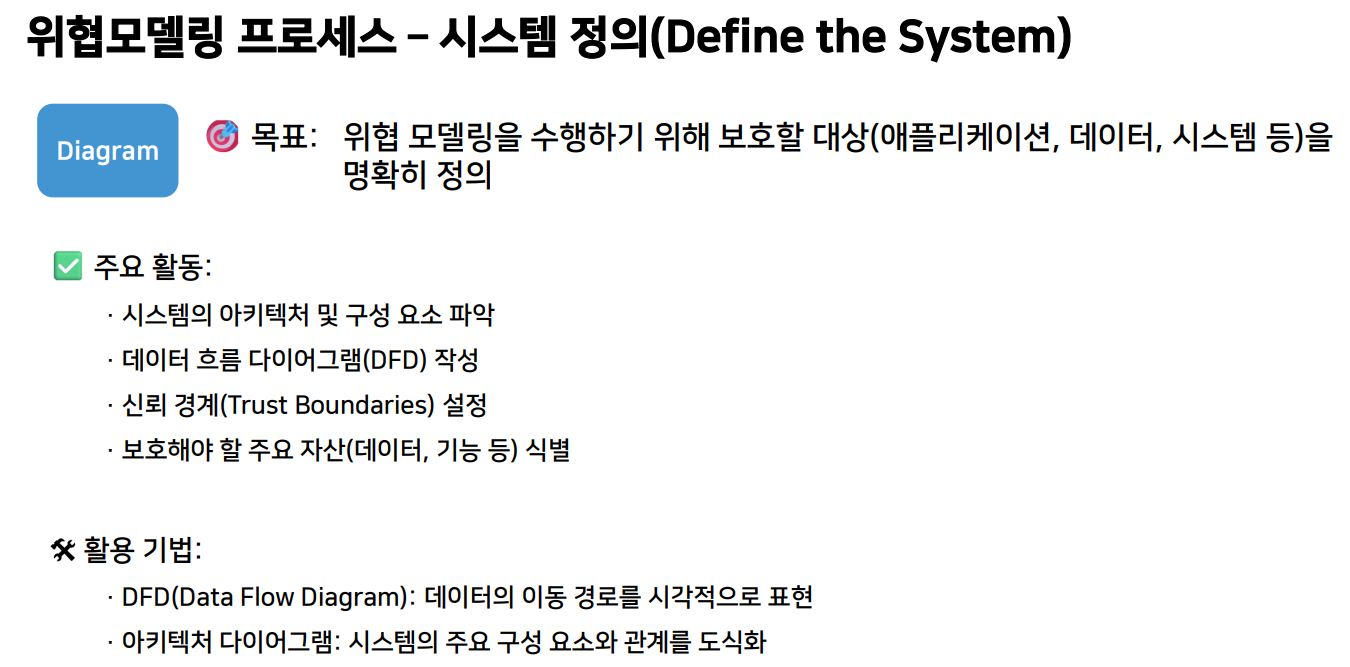 위협모델링 프로세스 – 시스템 정의(Define the System)
Diagram
🎯 목표: 위협 모델링을 수행하기 위해 보호할 대상(애플리케이션, 데이터, 시스템 등)을
명확히 정의
✅ 주요 활동:
· 시스템의 아키텍처 및 구성 요소 파악
· 데이터 흐름 다이어그램(DFD) 작성
· 신뢰 경계(Trust Boundaries) 설정
· 보호해야 할 주요 자산(데이터, 기능 등) 식별
🛠 활용 기법:
· DFD(Data Flow Diagram): 데이터의 이동 경로를 시각적으로 표현
· 아키텍처 다이어그램: 시스템의 주요 구성 요소와 관계를 도식화